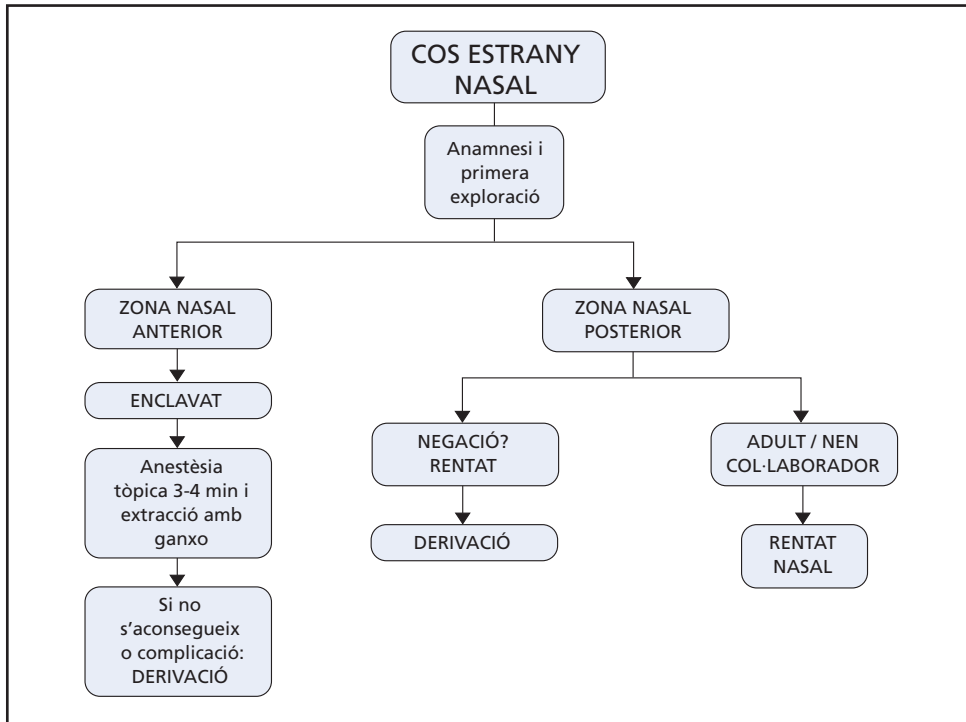 COS ESTRANY
NASAL
Anamnesi i
primera
exploració
ZONA NASAL
ANTERIOR
ENCLAVAT
Anestèsia
tòpica 3-4 min i
extracció amb
ganxo
Si no
s'aconsegueix
o complicació:
DERIVACIÓ
ZONA NASAL
POSTERIOR
NEGACIÓ?
RENTAT
DERIVACIÓ
ADULT / NEN
COL·LABORADOR
RENTAT
NASAL